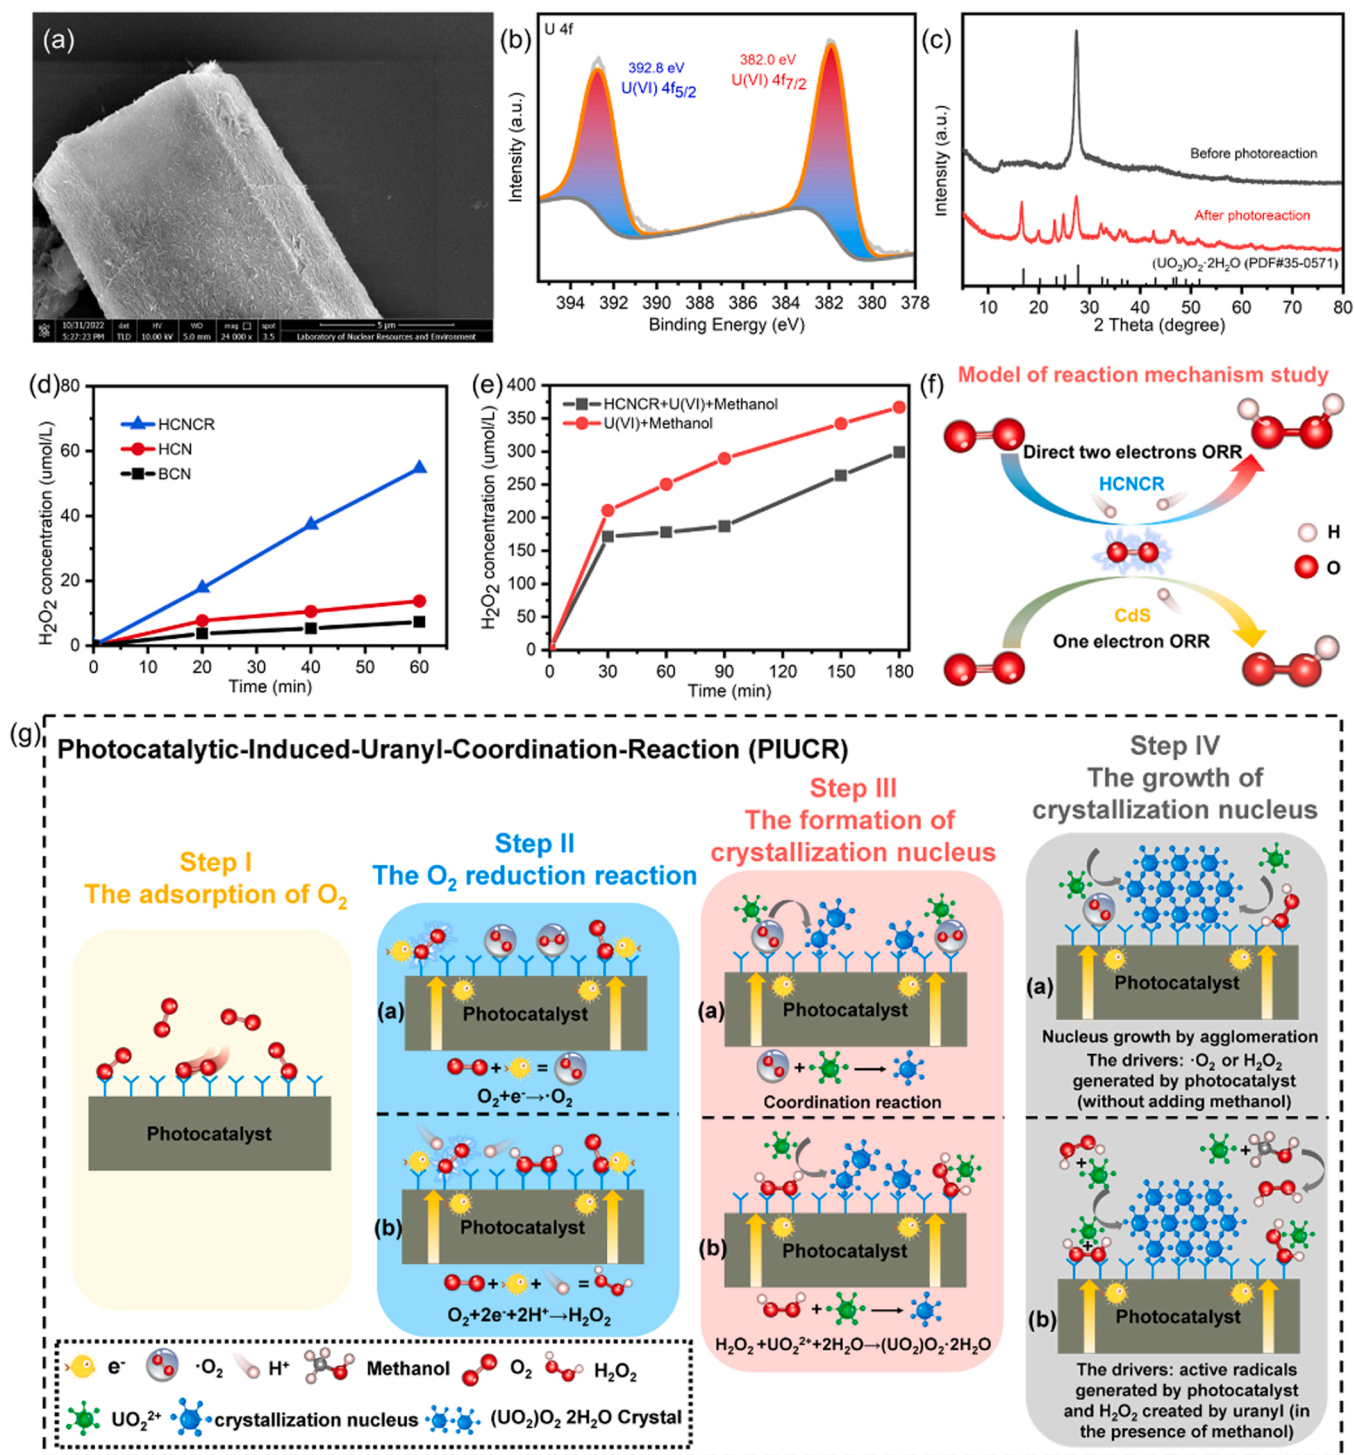 (a)
10/31/2022 det HV WD mag □ spot 5 μm
5:27:23 PM TLD 10.00 kV 5.0 mm 24 000 x 3.5 Laboratory of Nuclear Resources and Environment
(b)
U 4f
392.8 eV
U(VI) 4f5/2
382.0 eV
U(VI) 4f7/2
Intensity (a.u.)
394 392 390 388 386 384 382 380 378
Binding Energy (eV)
(c)
Intensity (a.u.)
Before photoreaction
After photoreaction
(UO2)O2·2H2O (PDF#35-0571)
10 20 30 40 50 60 70 80
2 Theta (degree)
(d)
H2O2 concentration (umol/L)
80
60
40
20
0
HCNCR
HCN
BCN
0 10 20 30 40 50 60
Time (min)
(e)
H2O2 concentration (umol/L)
400
350
300
250
200
150
100
50
0
HCNCR+U(VI)+Methanol
U(VI)+Methanol
0 30 60 90 120 150 180
Time (min)
(f)
Model of reaction mechanism study
Direct two electrons ORR
HCNCR
CdS
One electron ORR
H
O
(g)
Photocatalytic-Induced-Uranyl-Coordination-Reaction (PIUCR)
Step I
The adsorption of O2
Photocatalyst
Step II
The O2 reduction reaction
(a)
Photocatalyst
+ =
O2+e-→·O2
(b)
Photocatalyst
+ + =
O2+2e-+2H+→H2O2
Step III
The formation of
crystallization nucleus
(a)
Photocatalyst
+
Coordination reaction
(b)
Photocatalyst
+
H2O2 +UO22++2H2O→(UO2)O2·2H2O
Step IV
The growth of
crystallization nucleus
(a)
Photocatalyst
Nucleus growth by agglomeration
The drivers: ·O2 or H2O2
generated by photocatalyst
(without adding methanol)
+
+
+
(b)
Photocatalyst
The drivers: active radicals
generated by photocatalyst
and H2O2 created by uranyl (in
the presence of methanol)
e- ·O2 H+ Methanol O2 H2O2
UO22+ crystallization nucleus (UO2)O2 2H2O Crystal